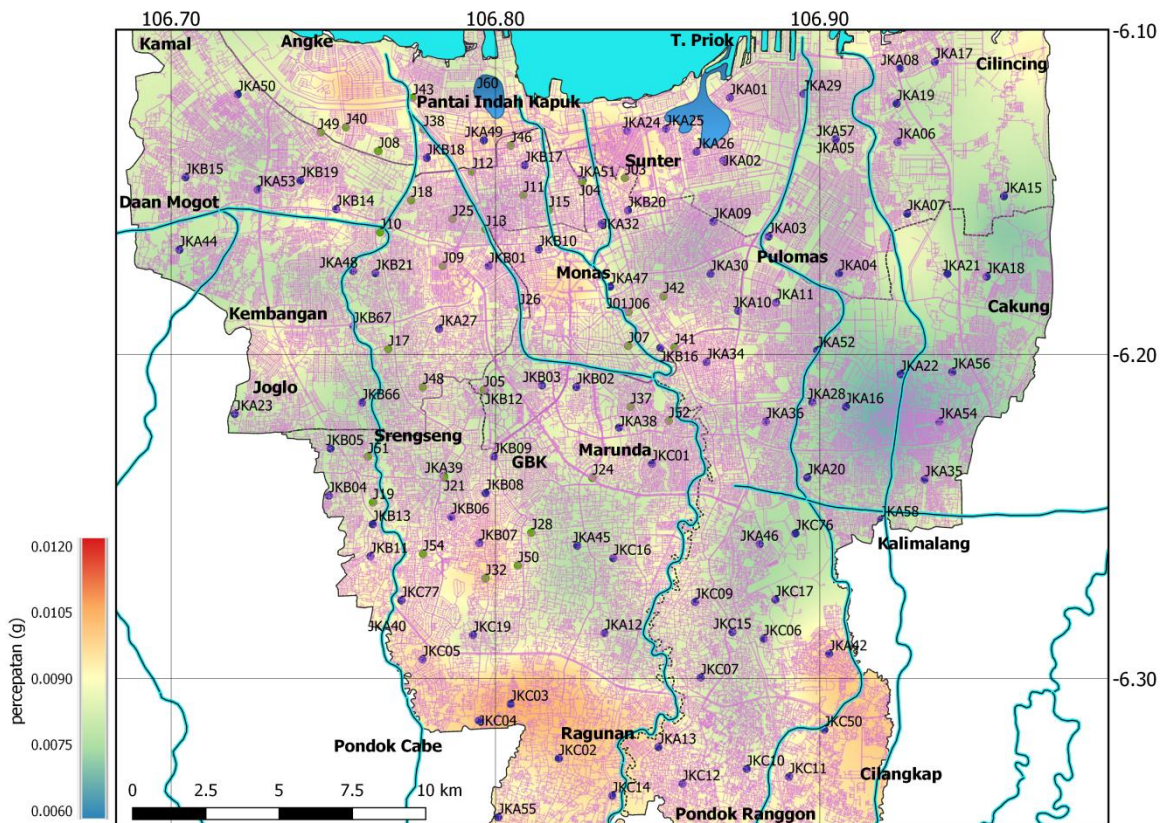 106.70 106.80 106.90
-6.10
Kamal Angke T. Priok
JKA08 JKA17
Cilincing
JKA50 J43 J60 JKA01 JKA29 JKA19
Pantai Indah Kapuk
J49 J40 J38 JKA49 J46 JKA24 JKA25 JKA57 JKA06
J08 JKB18 J12 JKB17 JKA26 JKA05
JKB15 JKA53 JKB19 JKA51 J03 Sunter JKA02 JKA15
J04
Daan Mogot JKB14 J18 J11 J15 JKB20 JKA07
J25 J13 JKA32 JKA09
J10 JKA03
JKA44 JKB10 Pulomas
JKA48 JKB21 J09 JKB01 Monas JKA47 JKA30 JKA04 JKA21 JKA18
J26 J01 J06 J42 JKA10 JKA11 Cakung
Kembangan JKB67 JKA27
J17 J07 J41 JKA52
JKB16 JKA34 -6.20
Joglo J48 J05 JKB03 JKB02 JKA22 JKA56
JKB12
JKA23 JKB66 J37 JKA28 JKA16
J52 JKA36 JKA54
Srengseng JKA38
JKB05 J51 JKB09 GBK Marunda
JKC01
JKA39 J24 JKA20 JKA35
J21
JKB04 J19 JKB08
JKB13 JKB06 JKA58
J28 JKC76
JKB11 J54 JKB07 JKA45 JKA46 Kalimalang
J50 JKC16
J32
0.0120
JKC77 JKC09 JKC17
JKA40 JKC19 JKA12 JKC15 JKC06
0.0105
JKC05 JKA42
JKC07
0.0090 -6.30
JKC03
JKC04 JKC50
Ragunan
Pondok Cabe JKA13
0.0075
JKC02 JKC10 JKC11 Cilangkap
JKC12
0 2.5 5 7.5 10 km JKC14
0.0060
JKA55 Pondok Ranggon
percepatan (g)